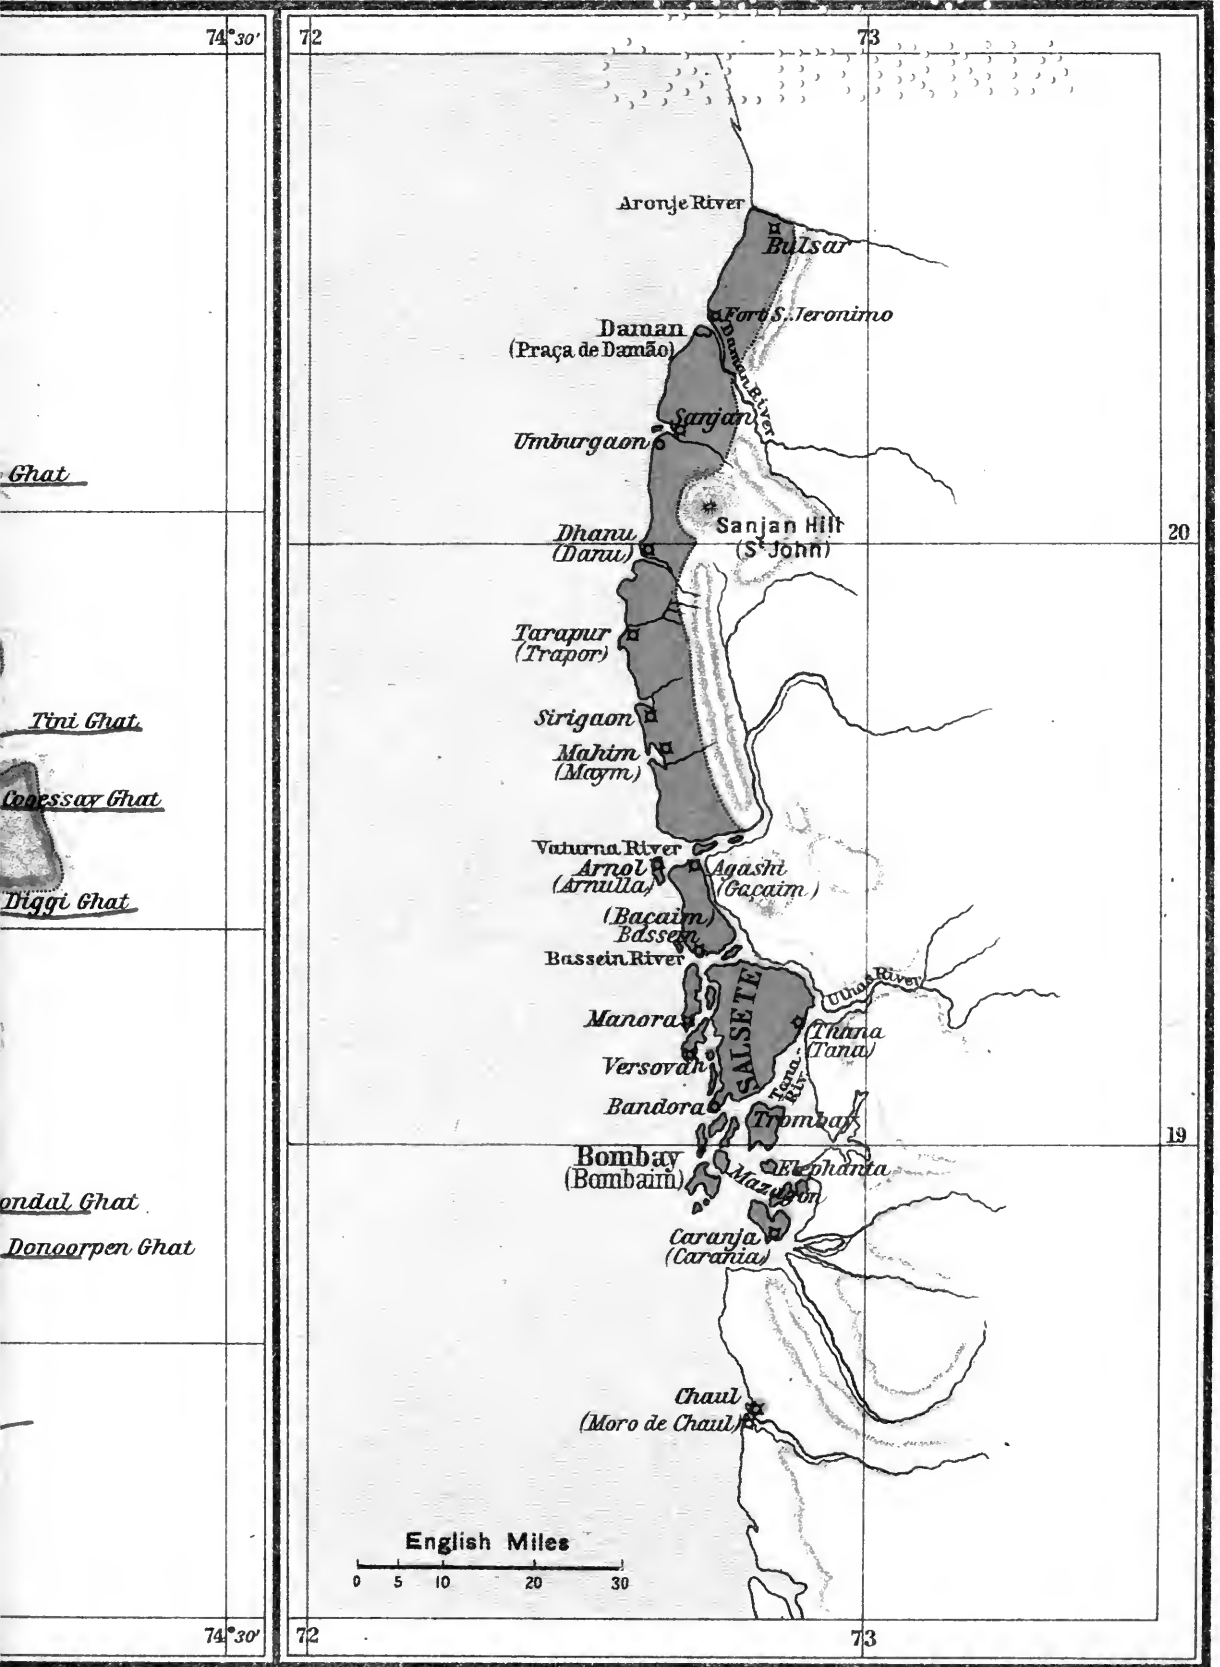 74°30'
72
73
Aronje River
Bulsar
Fort S. Jeronimo
Daman
(Praça de Damão)
Daman River
Sanjan
Umburgaon
Ghat
Sanjan Hill
(St John)
20
Dhanu
(Danu)
Tarapur
(Trapor)
Sirigaon
Tini Ghat
Mahim
(Maym)
Cooessay Ghat
Vaturna River
Arnol
(Arnulla)
Agashi
(Gaçaim)
Diggi Ghat
(Baçaim)
Bassein
Bassein River
SALSETE
Ulhas River
Manora
Thana
(Tana)
Versovah
Tana Riv.
Bandora
Trombay
19
Bombay
(Bombaim)
Elephanta
Mazagon
ondal Ghat
Donoorpen Ghat
Caranja
(Carania)
Chaul
(Moro de Chaul)
English Miles
0 5 10 20 30
74°30'
72
73